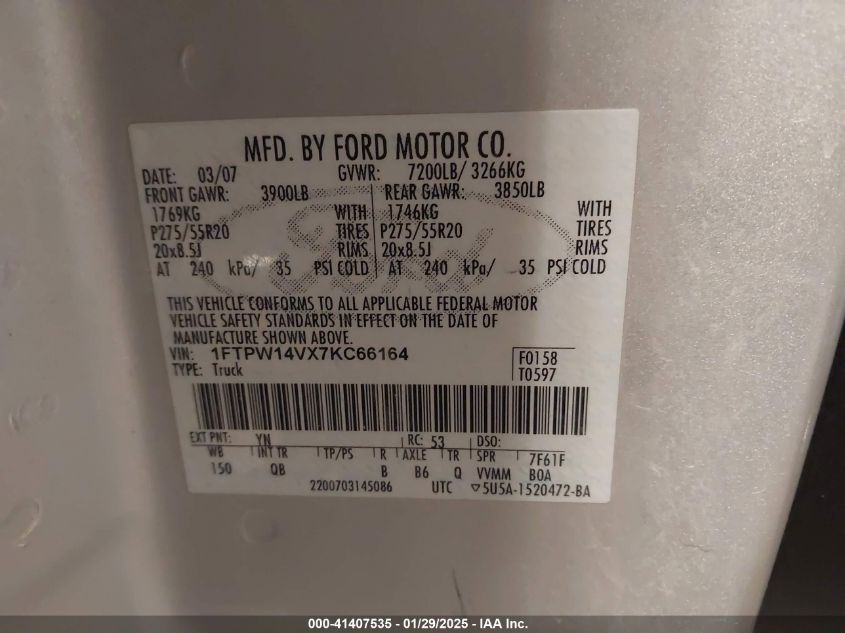 MFD. BY FORD MOTOR CO.
DATE: 03/07 GVWR: 7200LB/ 3266KG
FRONT GAWR: 3900LB REAR GAWR: 3850LB
1769KG WITH 1746KG WITH
P275/55R20 TIRES P275/55R20 TIRES
20x8.5J RIMS 20x8.5J RIMS
AT 240 kPa/ 35 PSI COLD AT 240 kPa/ 35 PSI COLD
Ford
THIS VEHICLE CONFORMS TO ALL APPLICABLE FEDERAL MOTOR
VEHICLE SAFETY STANDARDS IN EFFECT ON THE DATE OF
MANUFACTURE SHOWN ABOVE.
VIN: 1FTPW14VX7KC66164 F0158
TYPE: Truck T0597
EXT PNT: YN RC: 53 DSO:
WB INT TR TP/PS R AXLE TR SPR 7F61F
150 QB B B6 Q VVMM BOA
2200703145086 UTC ▽5U5A-1520472-BA
000-41407535 - 01/29/2025 - IAA Inc.